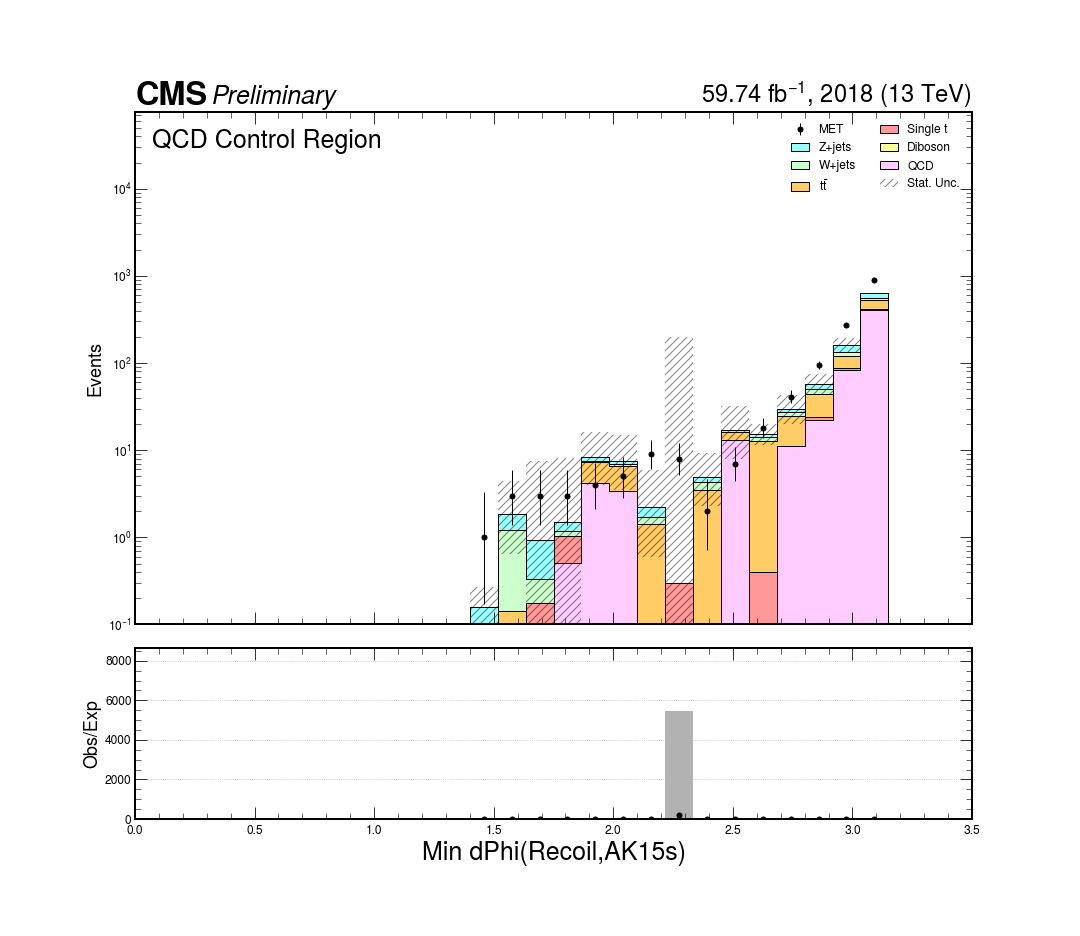 CMS Preliminary
59.74 fb⁻¹, 2018 (13 TeV)
QCD Control Region
MET
Z+jets
W+jets
tt̄
Single t
Diboson
QCD
Stat. Unc.
Events
10⁴
10³
10²
10¹
10⁰
10⁻¹
Obs/Exp
8000
6000
4000
2000
0
0.0 0.5 1.0 1.5 2.0 2.5 3.0 3.5
Min dPhi(Recoil,AK15s)